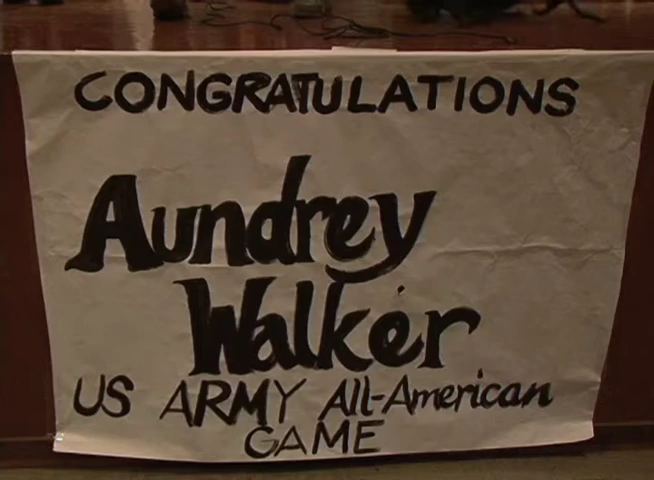 CONGRATULATIONS
Aundrey
Walker
US ARMY All-American
GAME